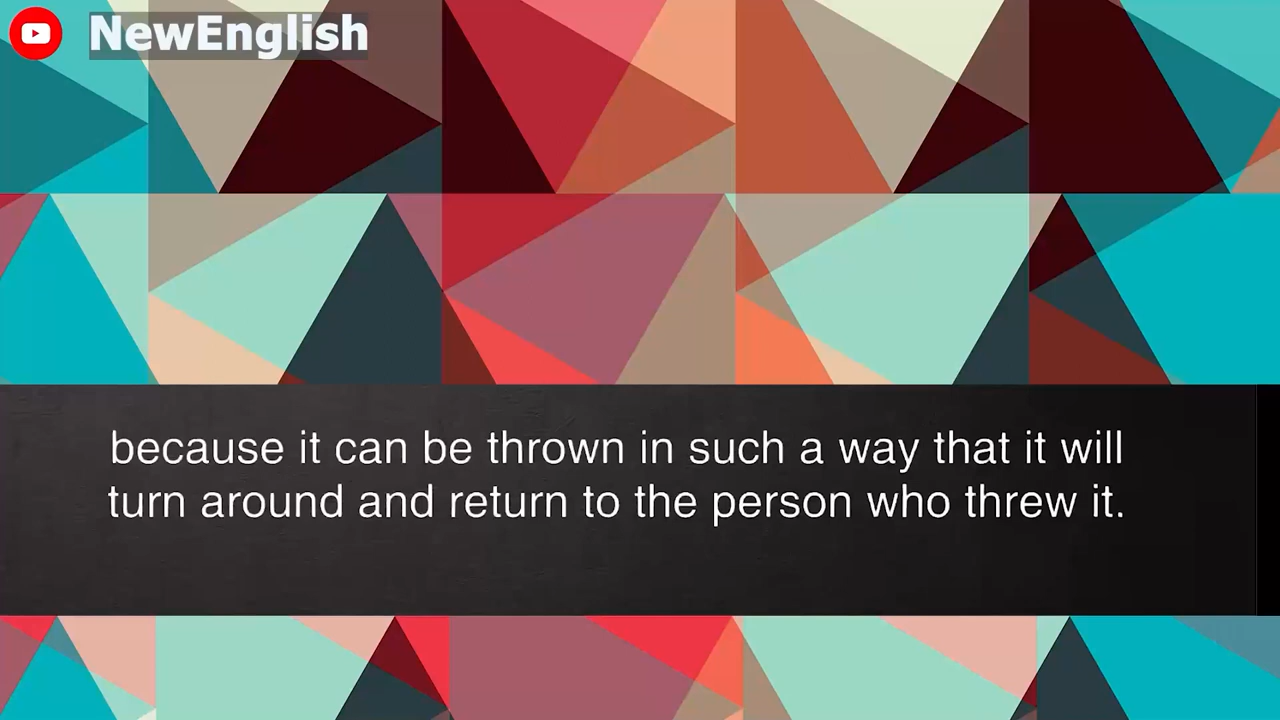 NewEnglish
because it can be thrown in such a way that it will
turn around and return to the person who threw it.